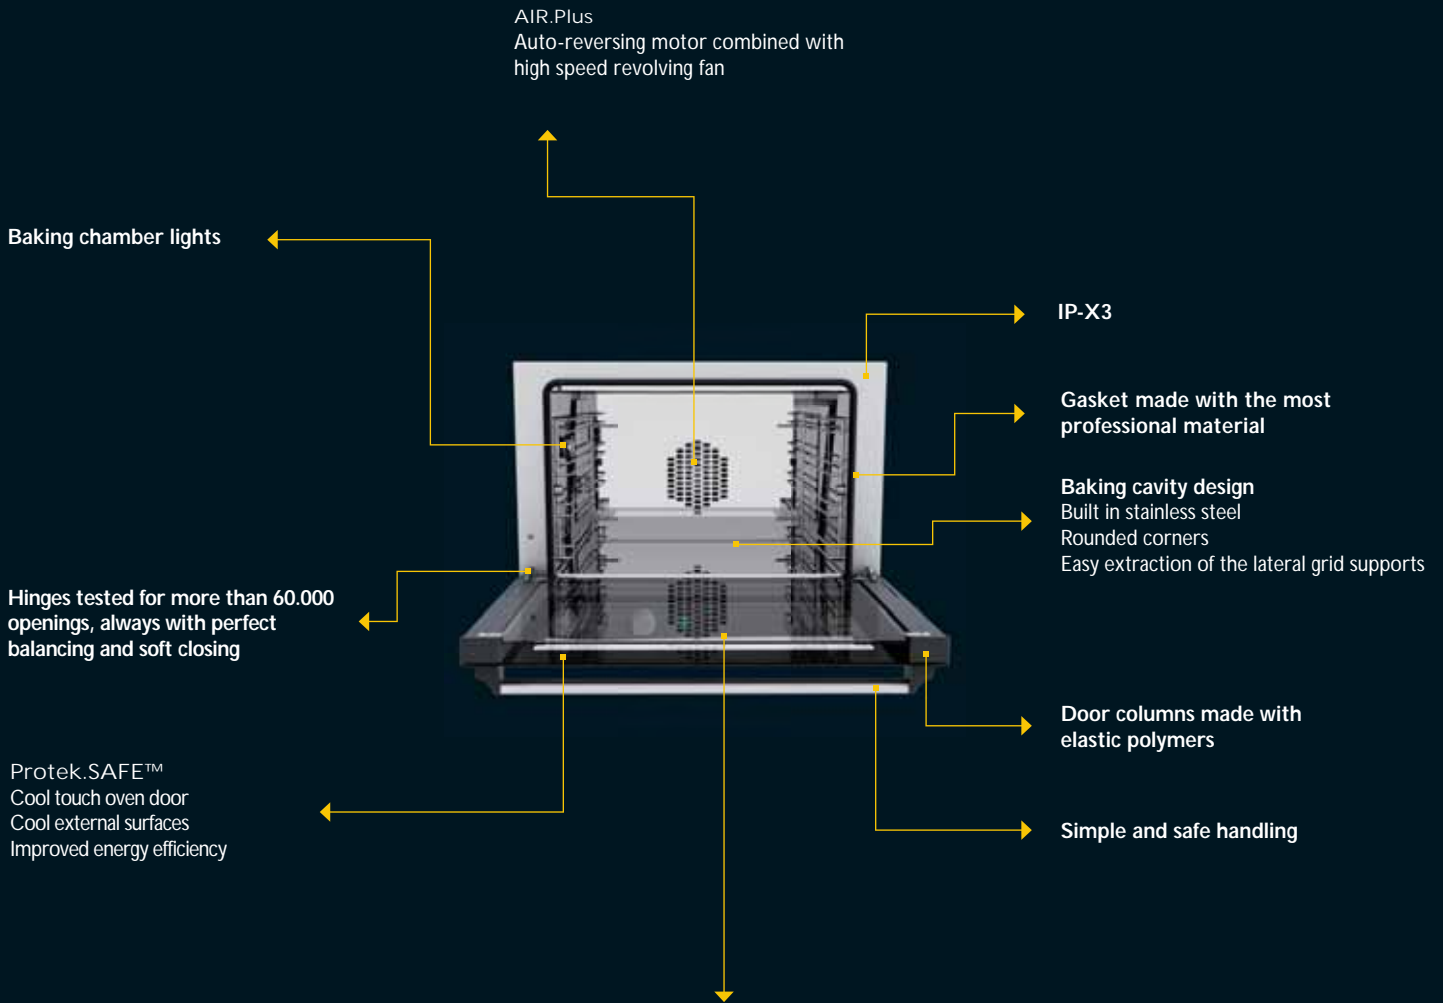 AIR.Plus
Auto-reversing motor combined with
high speed revolving fan
Baking chamber lights
IP-X3
Gasket made with the most
professional material
Baking cavity design
Built in stainless steel
Rounded corners
Easy extraction of the lateral grid supports
Hinges tested for more than 60.000
openings, always with perfect
balancing and soft closing
Door columns made with
elastic polymers
Protek.SAFE™
Cool touch oven door
Cool external surfaces
Improved energy efficiency
Simple and safe handling